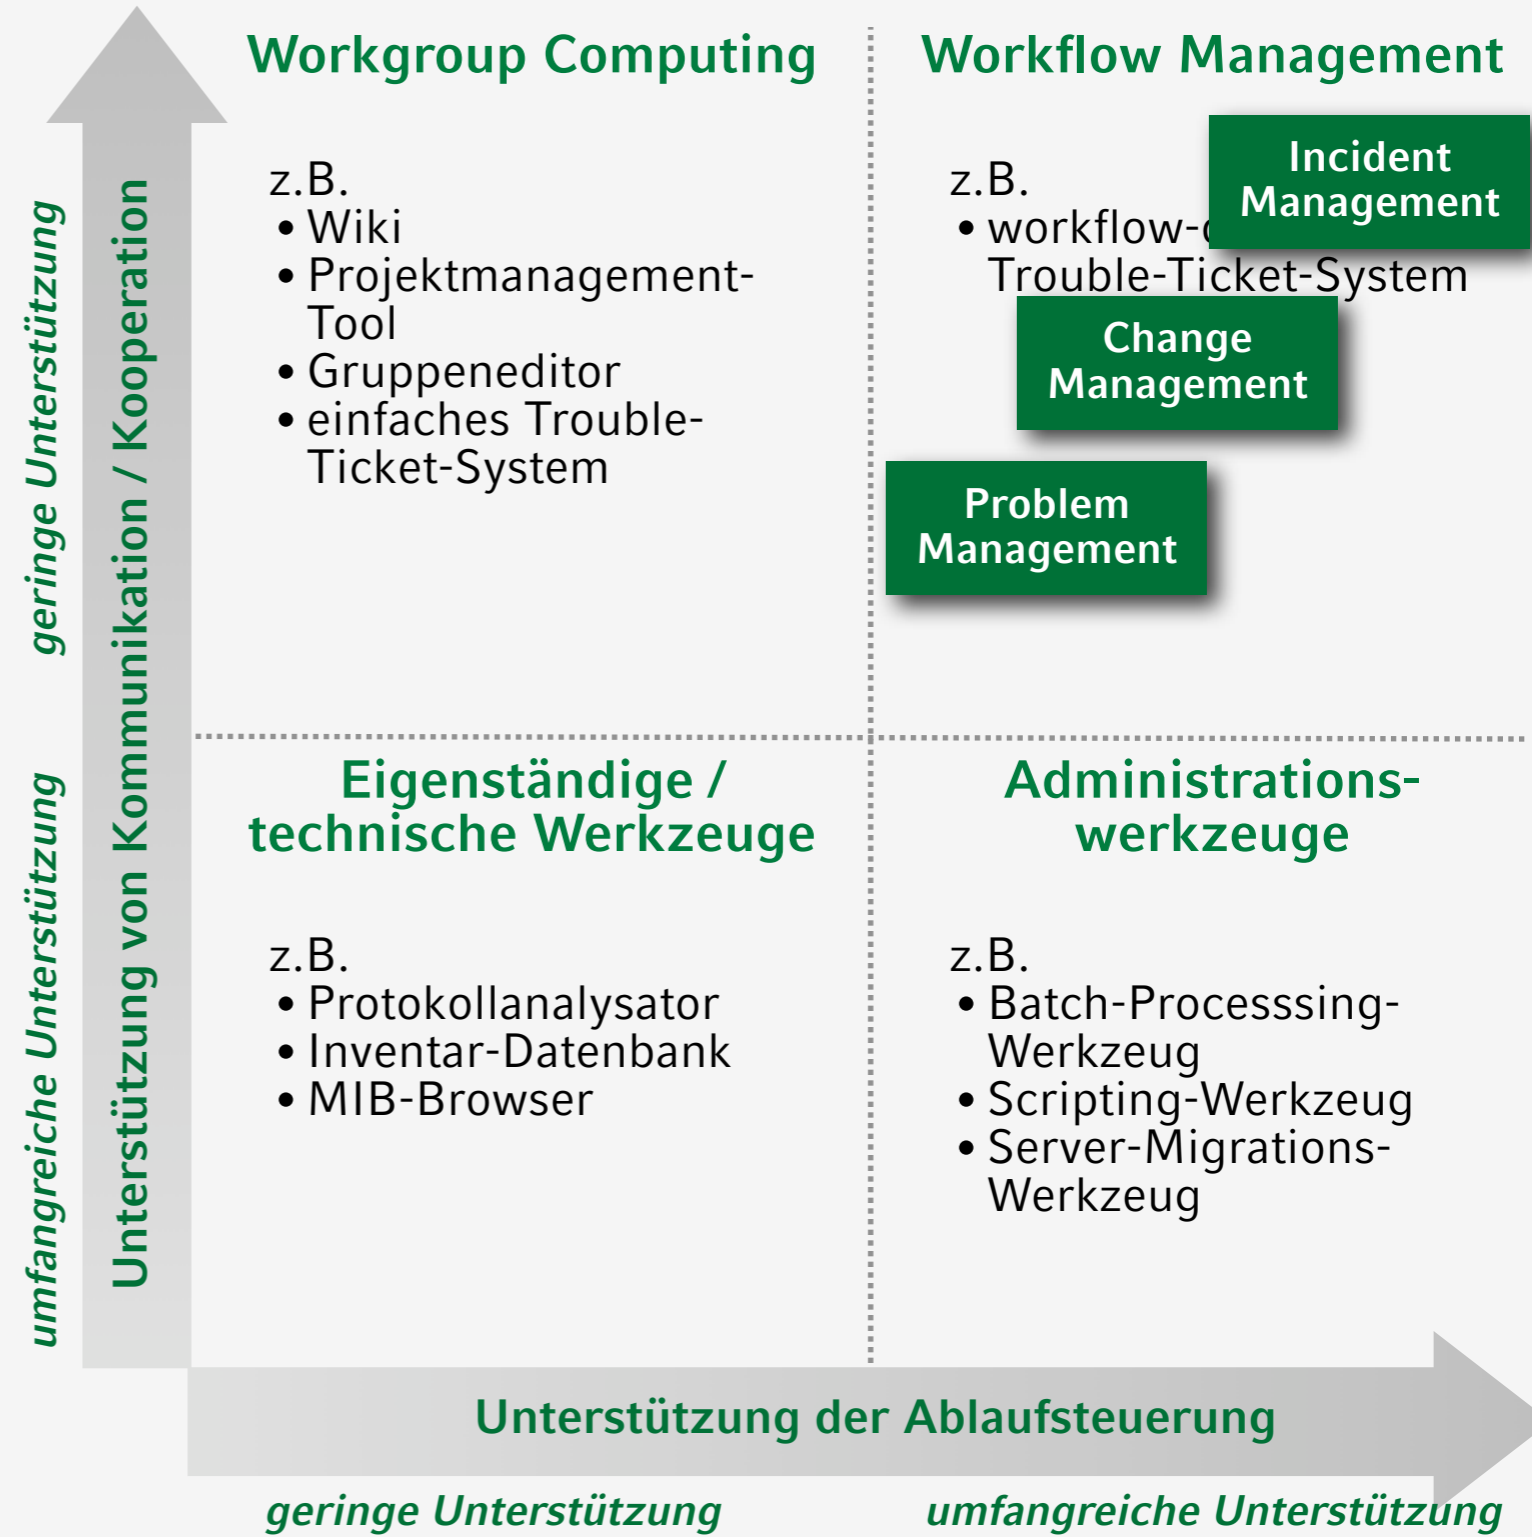 Workgroup Computing
z.B.
• Wiki
• Projektmanagement-
Tool
• Gruppeneditor
• einfaches Trouble-
Ticket-System
Workflow Management
z.B.
• workflow-
Trouble-Ticket-System
Incident
Management
Change
Management
Problem
Management
Eigenständige /
technische Werkzeuge
z.B.
• Protokollanalysator
• Inventar-Datenbank
• MIB-Browser
Administrations-
werkzeuge
z.B.
• Batch-Processsing-
Werkzeug
• Scripting-Werkzeug
• Server-Migrations-
Werkzeug
geringe Unterstützung
umfangreiche Unterstützung
Unterstützung von Kommunikation / Kooperation
Unterstützung der Ablaufsteuerung
geringe Unterstützung
umfangreiche Unterstützung